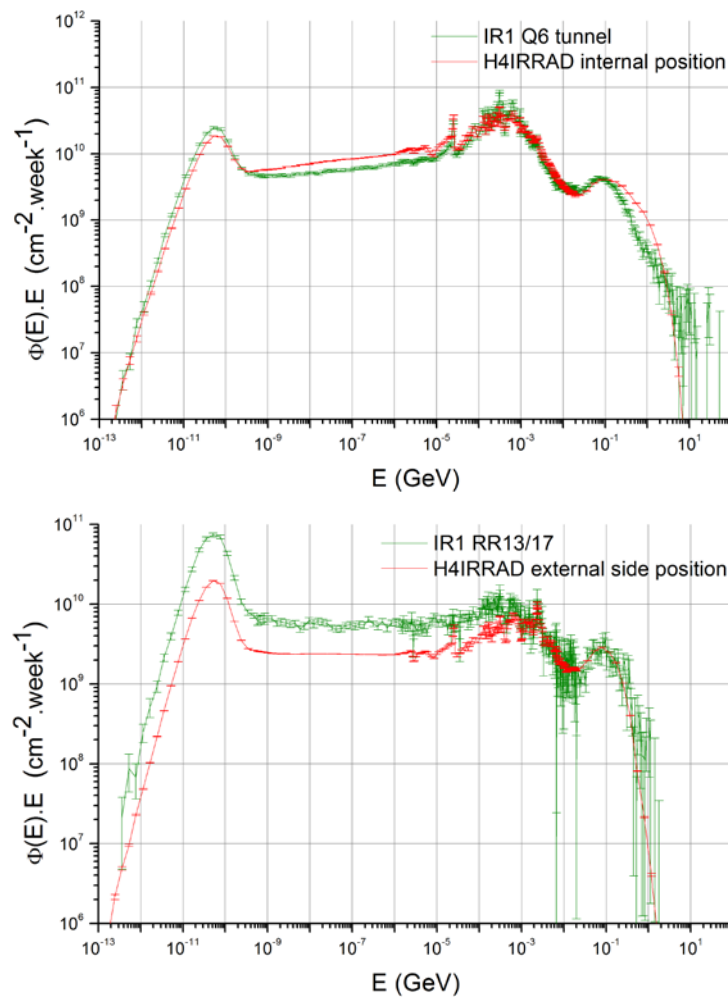 10¹²
10¹¹
10¹⁰
10⁹
10⁸
10⁷
10⁶
Φ(E).E (cm⁻².week⁻¹)
IR1 Q6 tunnel
H4IRRAD internal position
10⁻¹³ 10⁻¹¹ 10⁻⁹ 10⁻⁷ 10⁻⁵ 10⁻³ 10⁻¹ 10¹
E (GeV)
10¹¹
10¹⁰
10⁹
10⁸
10⁷
10⁶
Φ(E).E (cm⁻².week⁻¹)
IR1 RR13/17
H4IRRAD external side position
10⁻¹³ 10⁻¹¹ 10⁻⁹ 10⁻⁷ 10⁻⁵ 10⁻³ 10⁻¹ 10¹
E (GeV)